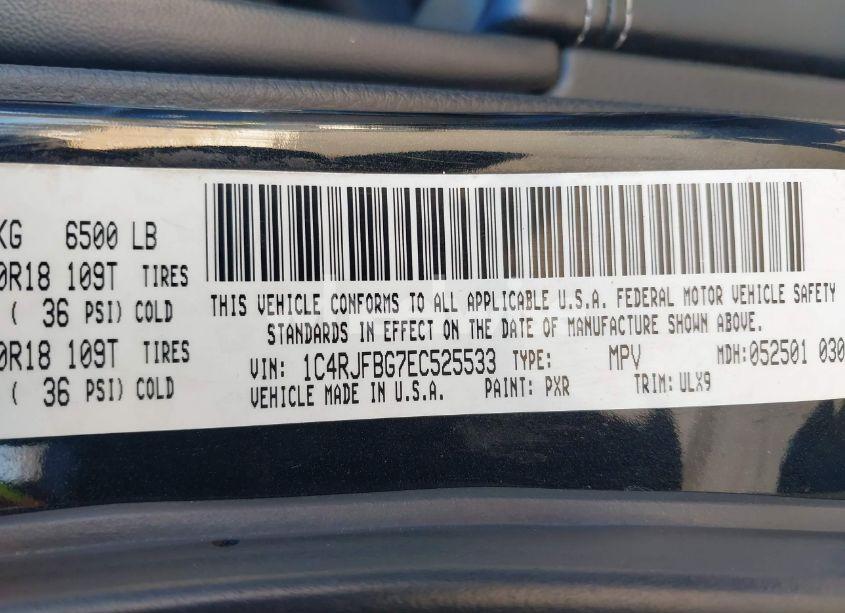 KG 6500 LB
0R18 109T TIRES
( 36 PSI) COLD
0R18 109T TIRES
( 36 PSI) COLD
THIS VEHICLE CONFORMS TO ALL APPLICABLE U.S.A. FEDERAL MOTOR VEHICLE SAFETY
STANDARDS IN EFFECT ON THE DATE OF MANUFACTURE SHOWN ABOVE.
VIN: 1C4RJFBG7EC525533 TYPE: MPV MDH:052501 030
VEHICLE MADE IN U.S.A. PAINT: PXR TRIM: ULX9